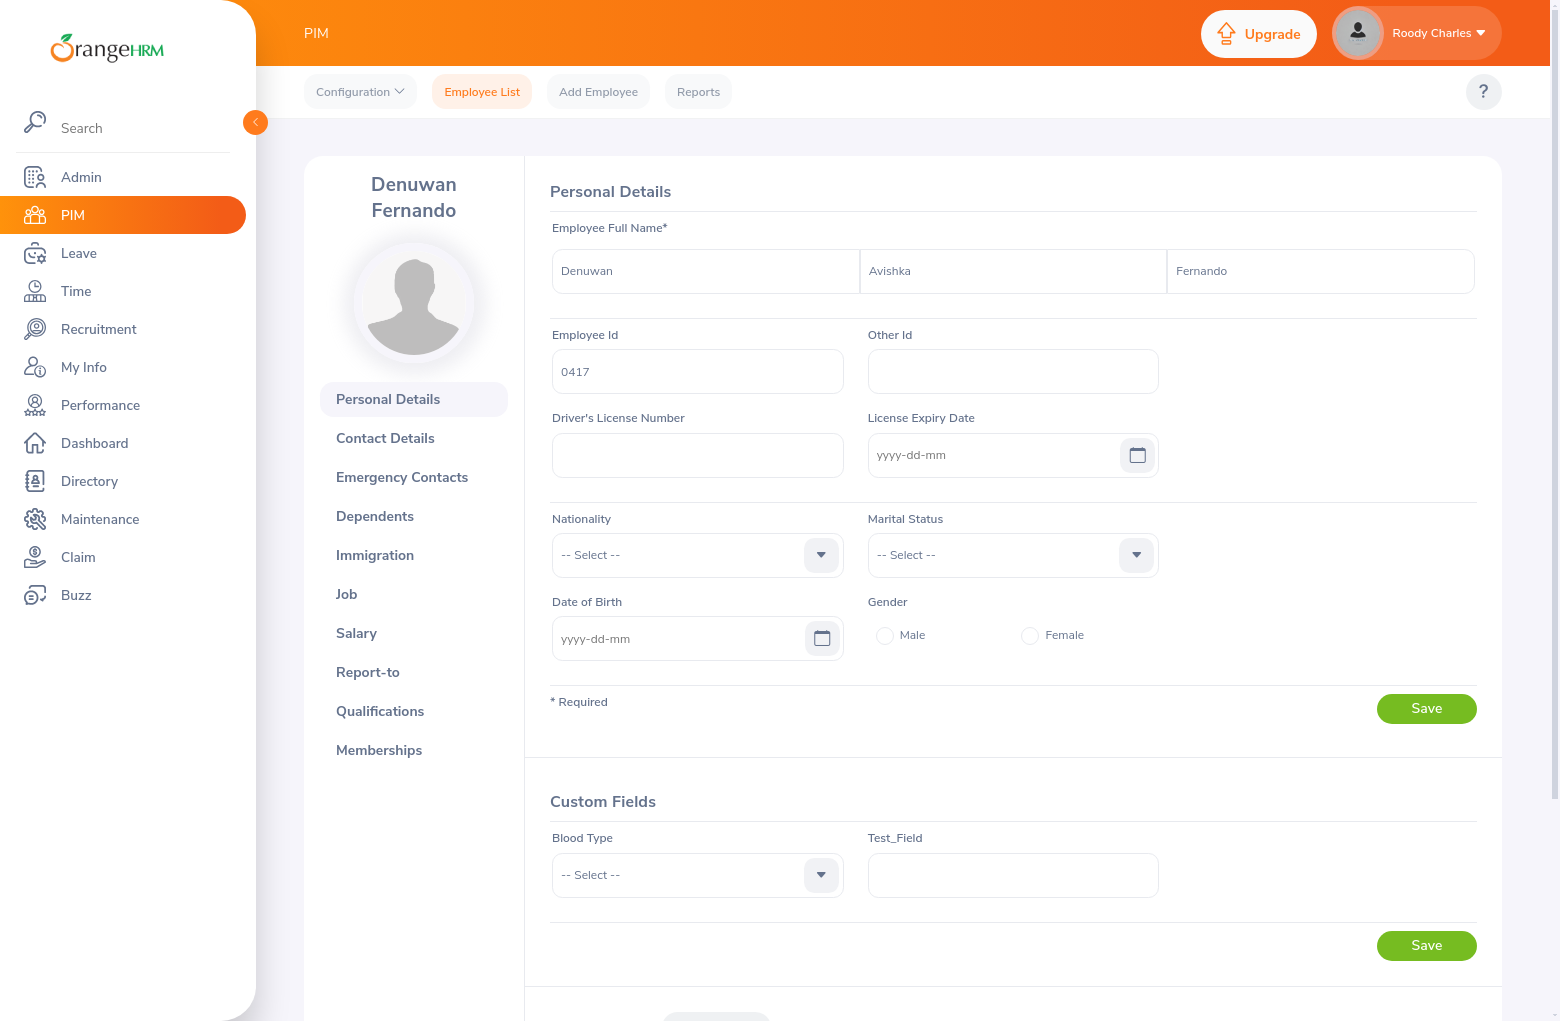 OrangeHRM
Search
Admin
PIM
Leave
Time
Recruitment
My Info
Performance
Dashboard
Directory
Maintenance
Claim
Buzz
PIM
Upgrade
Roody Charles
Configuration
Employee List
Add Employee
Reports
?
Denuwan
Fernando
Personal Details
Contact Details
Emergency Contacts
Dependents
Immigration
Job
Salary
Report-to
Qualifications
Memberships
Personal Details
Employee Full Name*
Denuwan Avishka Fernando
Employee Id Other Id
0417
Driver's License Number License Expiry Date
yyyy-dd-mm
Nationality Marital Status
-- Select -- -- Select --
Date of Birth Gender
yyyy-dd-mm Male Female
* Required
Save
Custom Fields
Blood Type Test_Field
-- Select --
Save